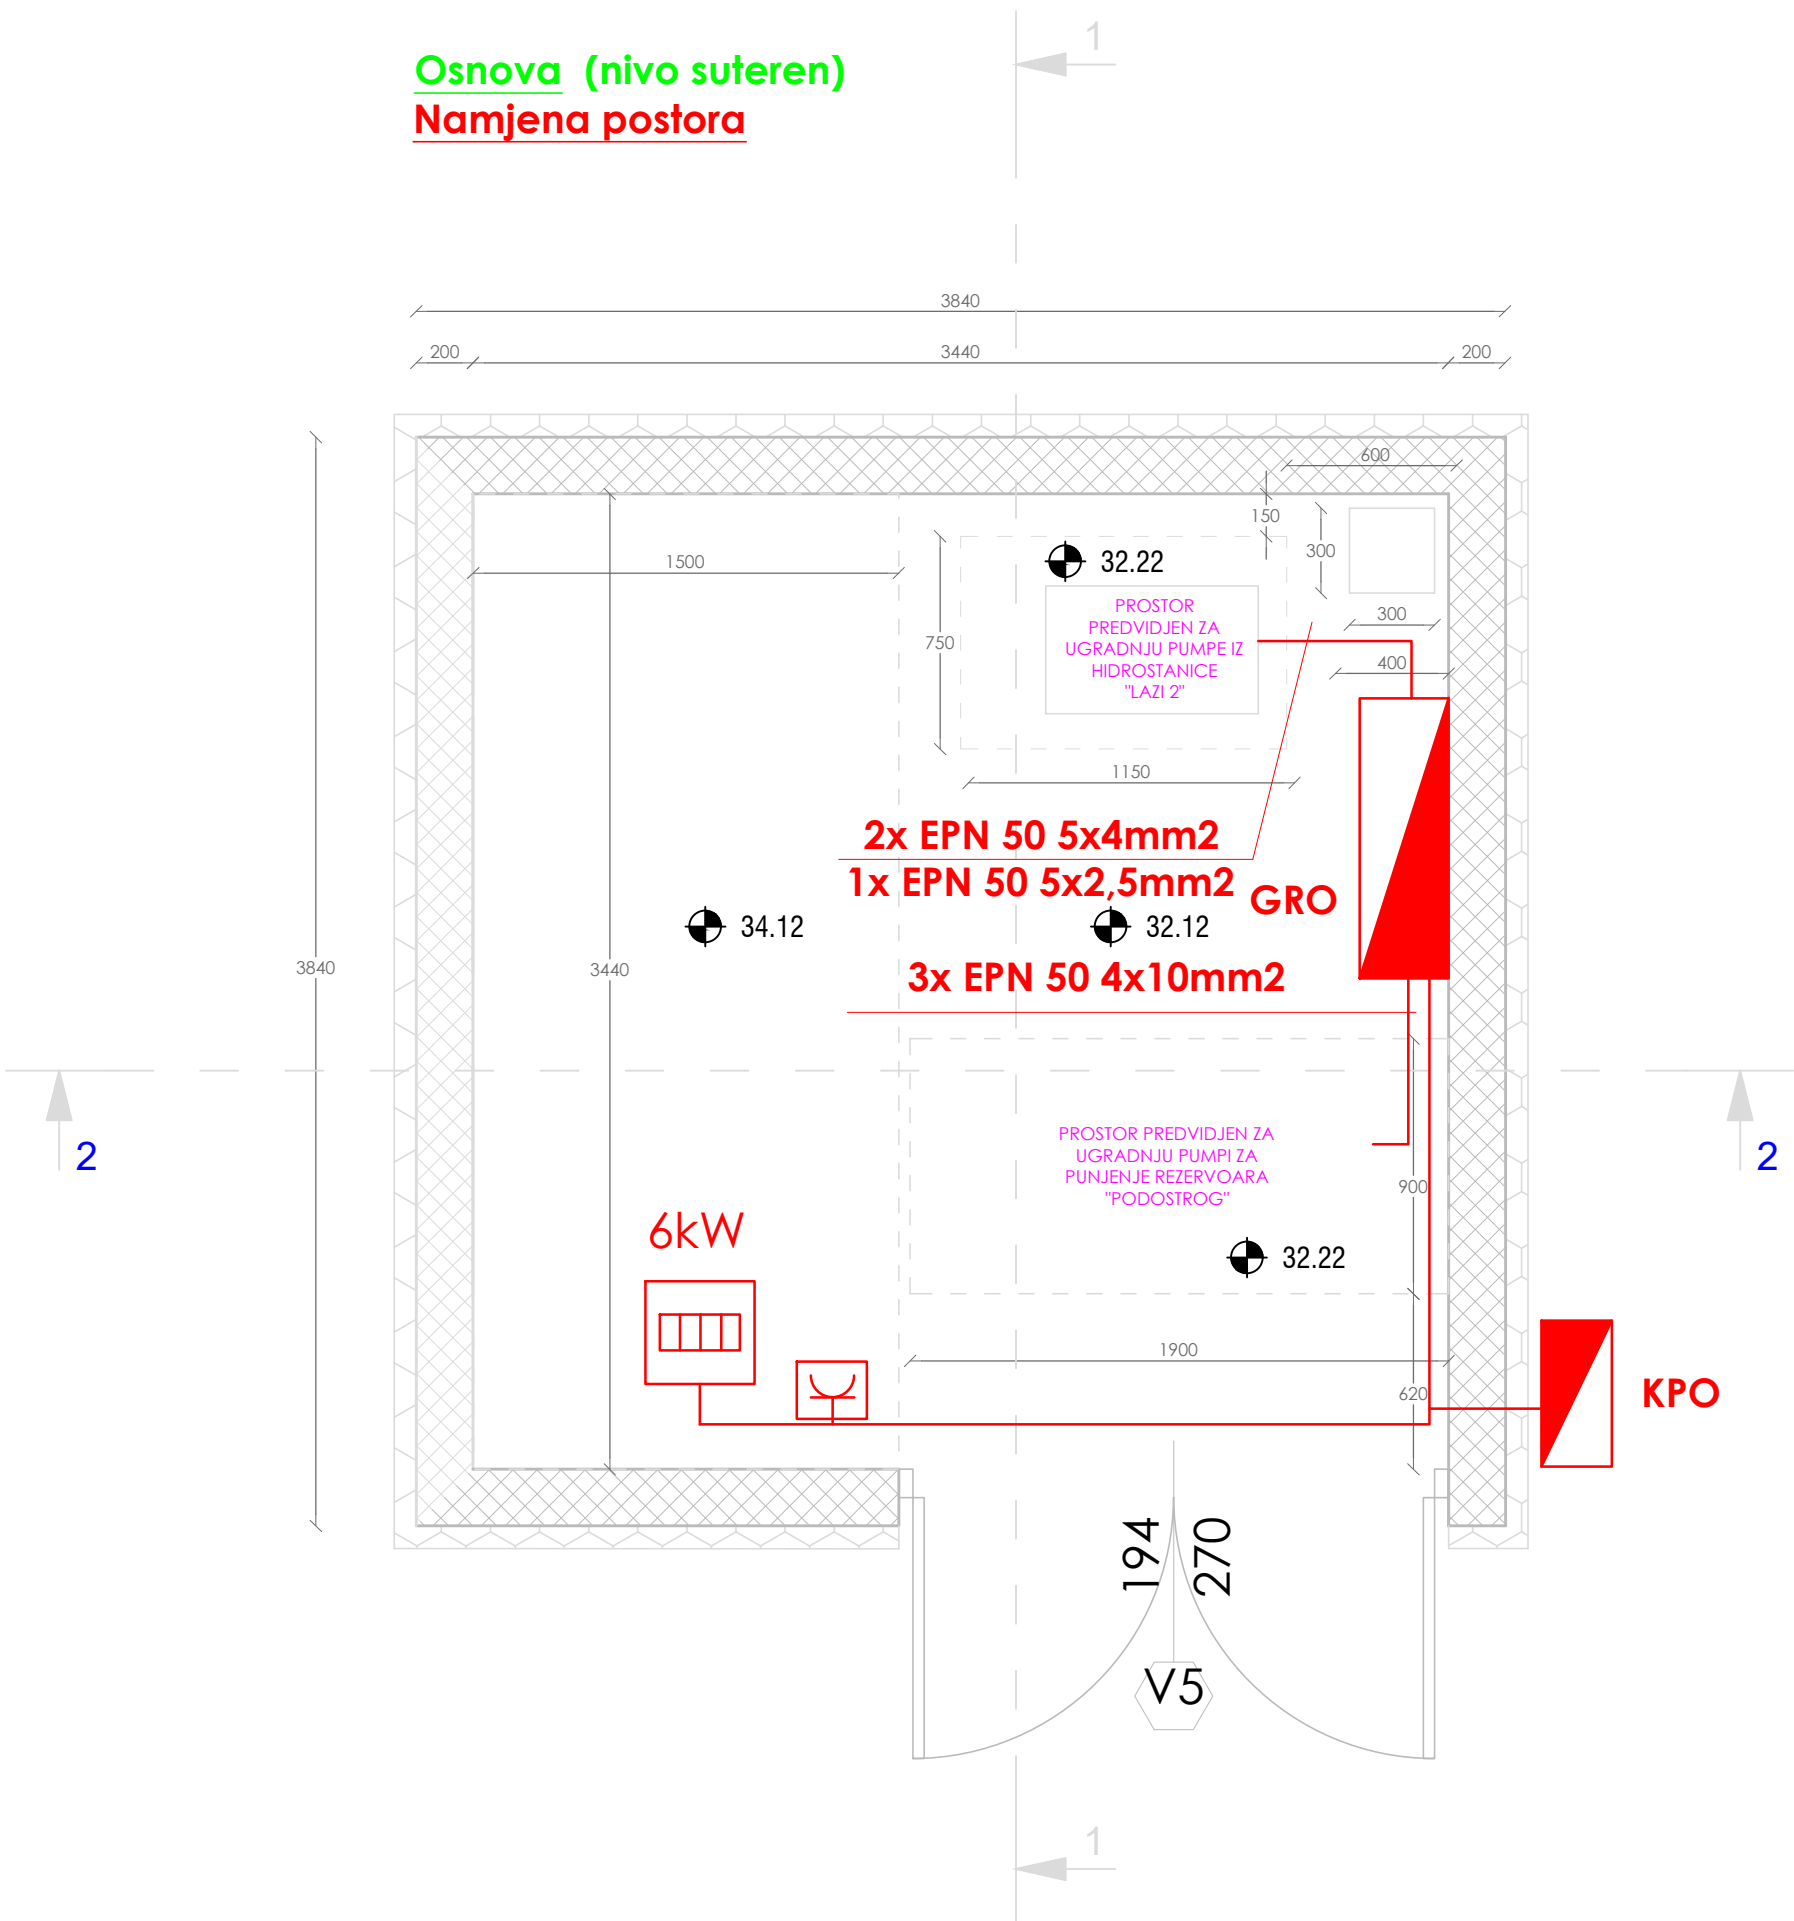 1
Osnova (nivo suteren)
Namjena postora
3840
200
3440
200
600
150
300
1500
32.22
PROSTOR
PREDVIDJEN ZA
UGRADNJU PUMPE IZ
HIDROSTANICE
"LAZI 2"
750
300
400
1150
2x EPN 50 5x4mm2
1x EPN 50 5x2,5mm2
GRO
34.12
32.12
3840
3440
3x EPN 50 4x10mm2
2
2
PROSTOR PREDVIDJEN ZA
UGRADNJU PUMPI ZA
PUNJENJE REZERVOARA
"PODOSTROG"
900
6kW
32.22
1900
620
KPO
194
270
V5
1